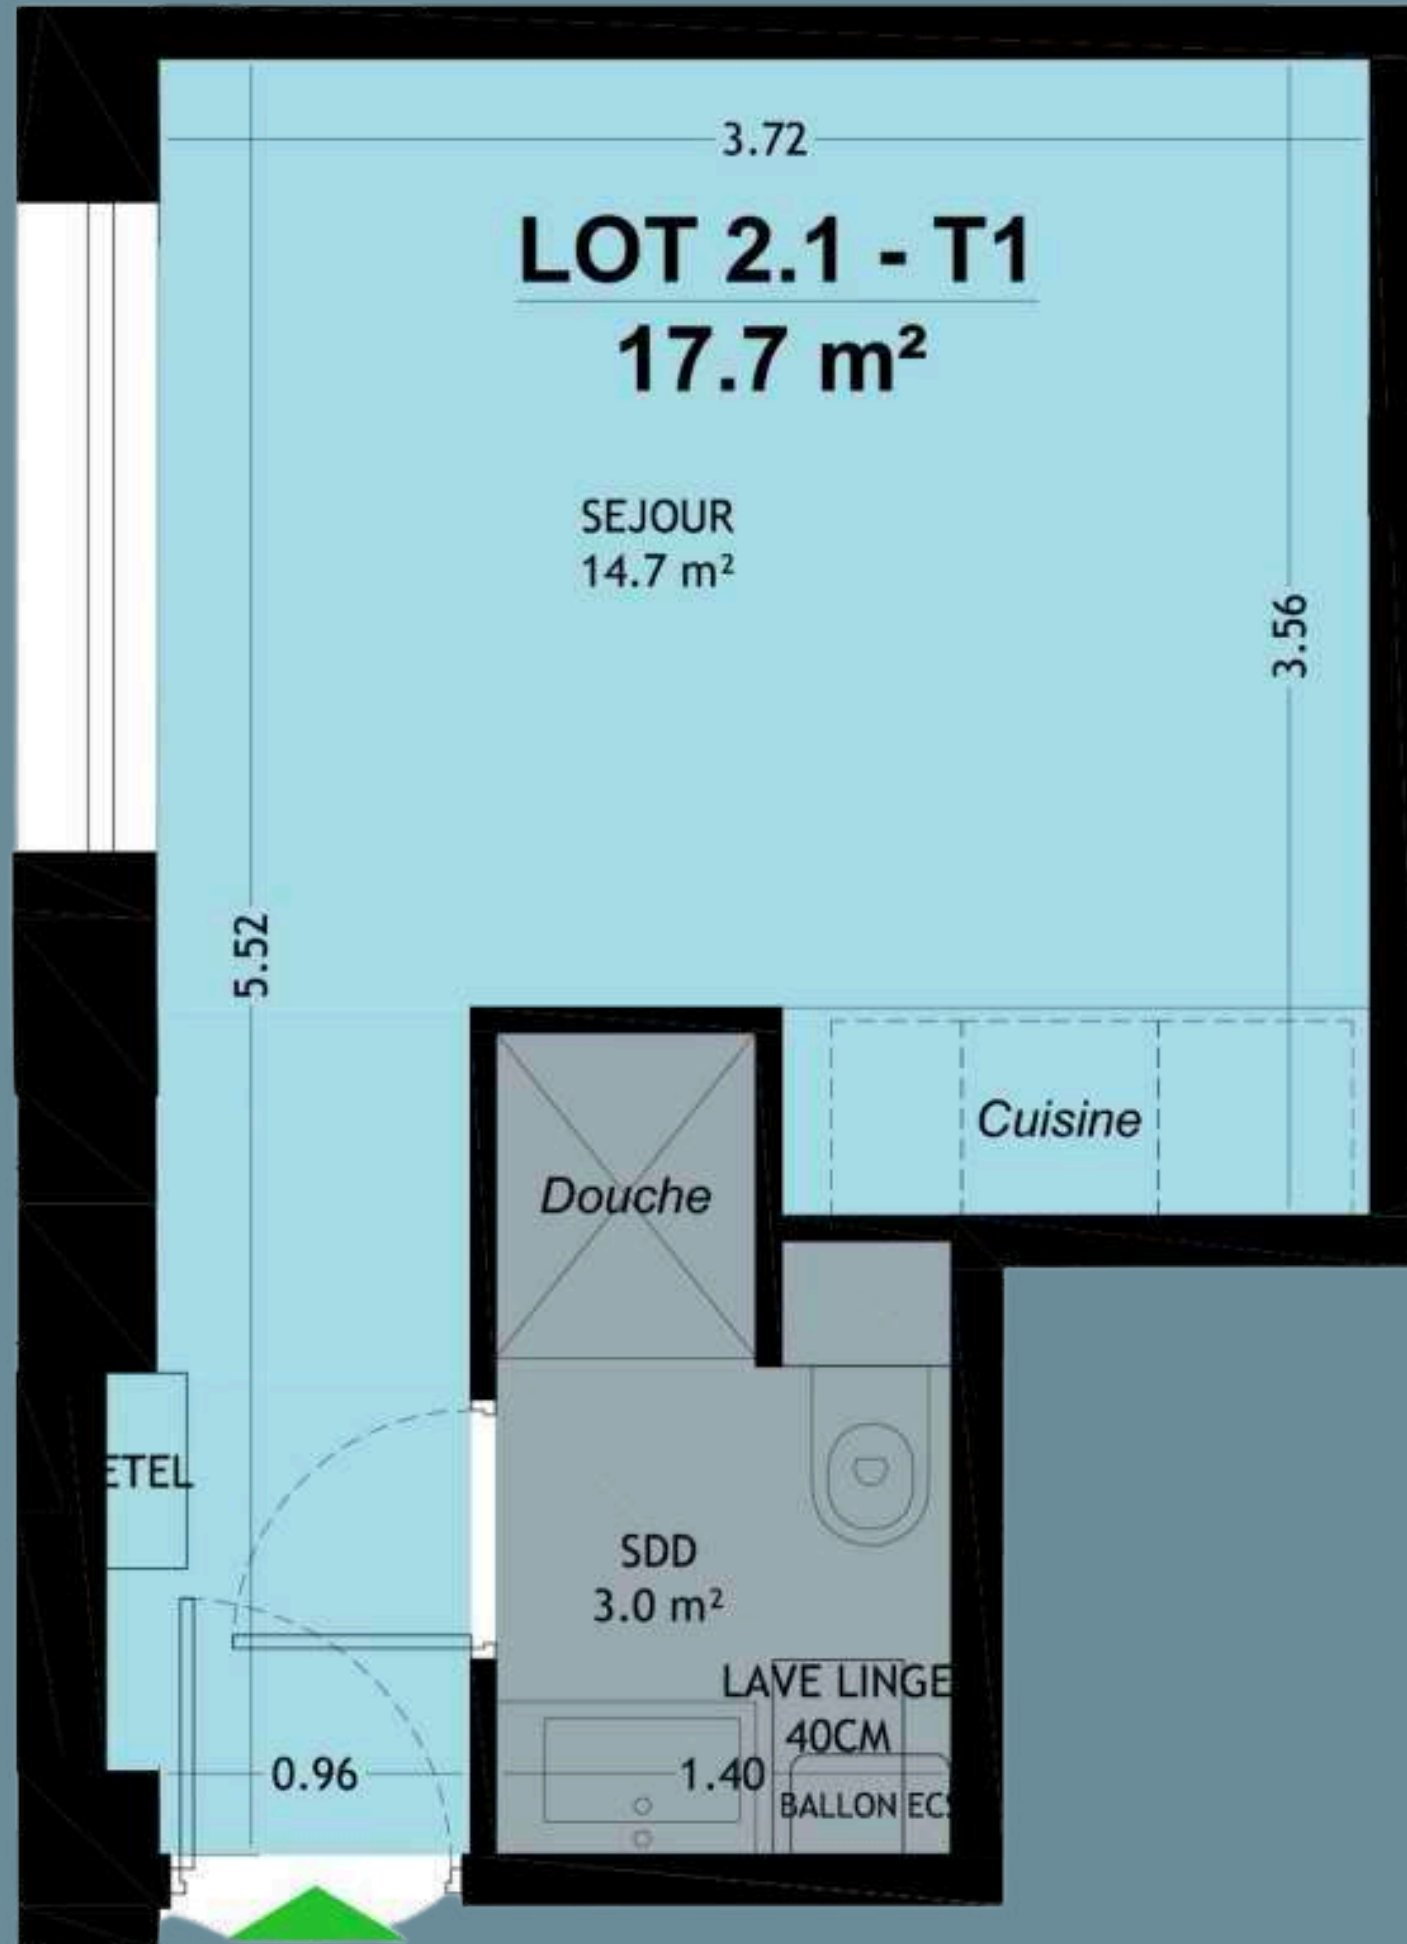 3.72
LOT 2.1 - T1
17.7 m²
SEJOUR
14.7 m²
3.56
5.52
Cuisine
Douche
ETEL
SDD
3.0 m²
LAVE LINGE
40CM
0.96
1.40
BALLON ECS